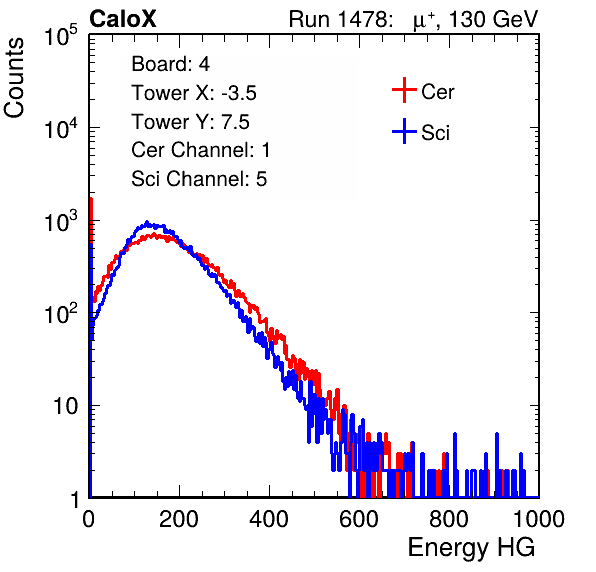 CaloX Run 1478: μ⁺, 130 GeV
Counts
10⁵
10⁴
10³
10²
10
1
Board: 4
Tower X: -3.5
Tower Y: 7.5
Cer Channel: 1
Sci Channel: 5
Cer
Sci
0 200 400 600 800 1000
Energy HG